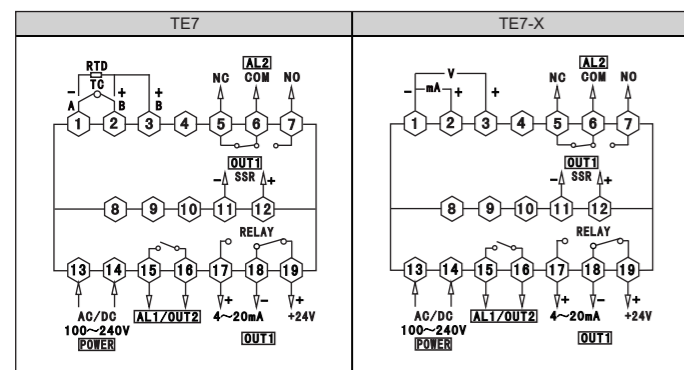 TE7
TE7-X
RTD
- TC +
A B
+
B
AL2
NC COM NO
1 2 3 4 5 6 7
OUT1
- SSR +
8 9 10 11 12
RELAY
13 14 15 16 17 18 19
+ - +
AC/DC
100～240V
POWER
AL1/OUT2
4～20mA
+24V
OUT1
V
- mA +
+
AL2
NC COM NO
1 2 3 4 5 6 7
OUT1
- SSR +
8 9 10 11 12
RELAY
13 14 15 16 17 18 19
+ - +
AC/DC
100～240V
POWER
AL1/OUT2
4～20mA
+24V
OUT1